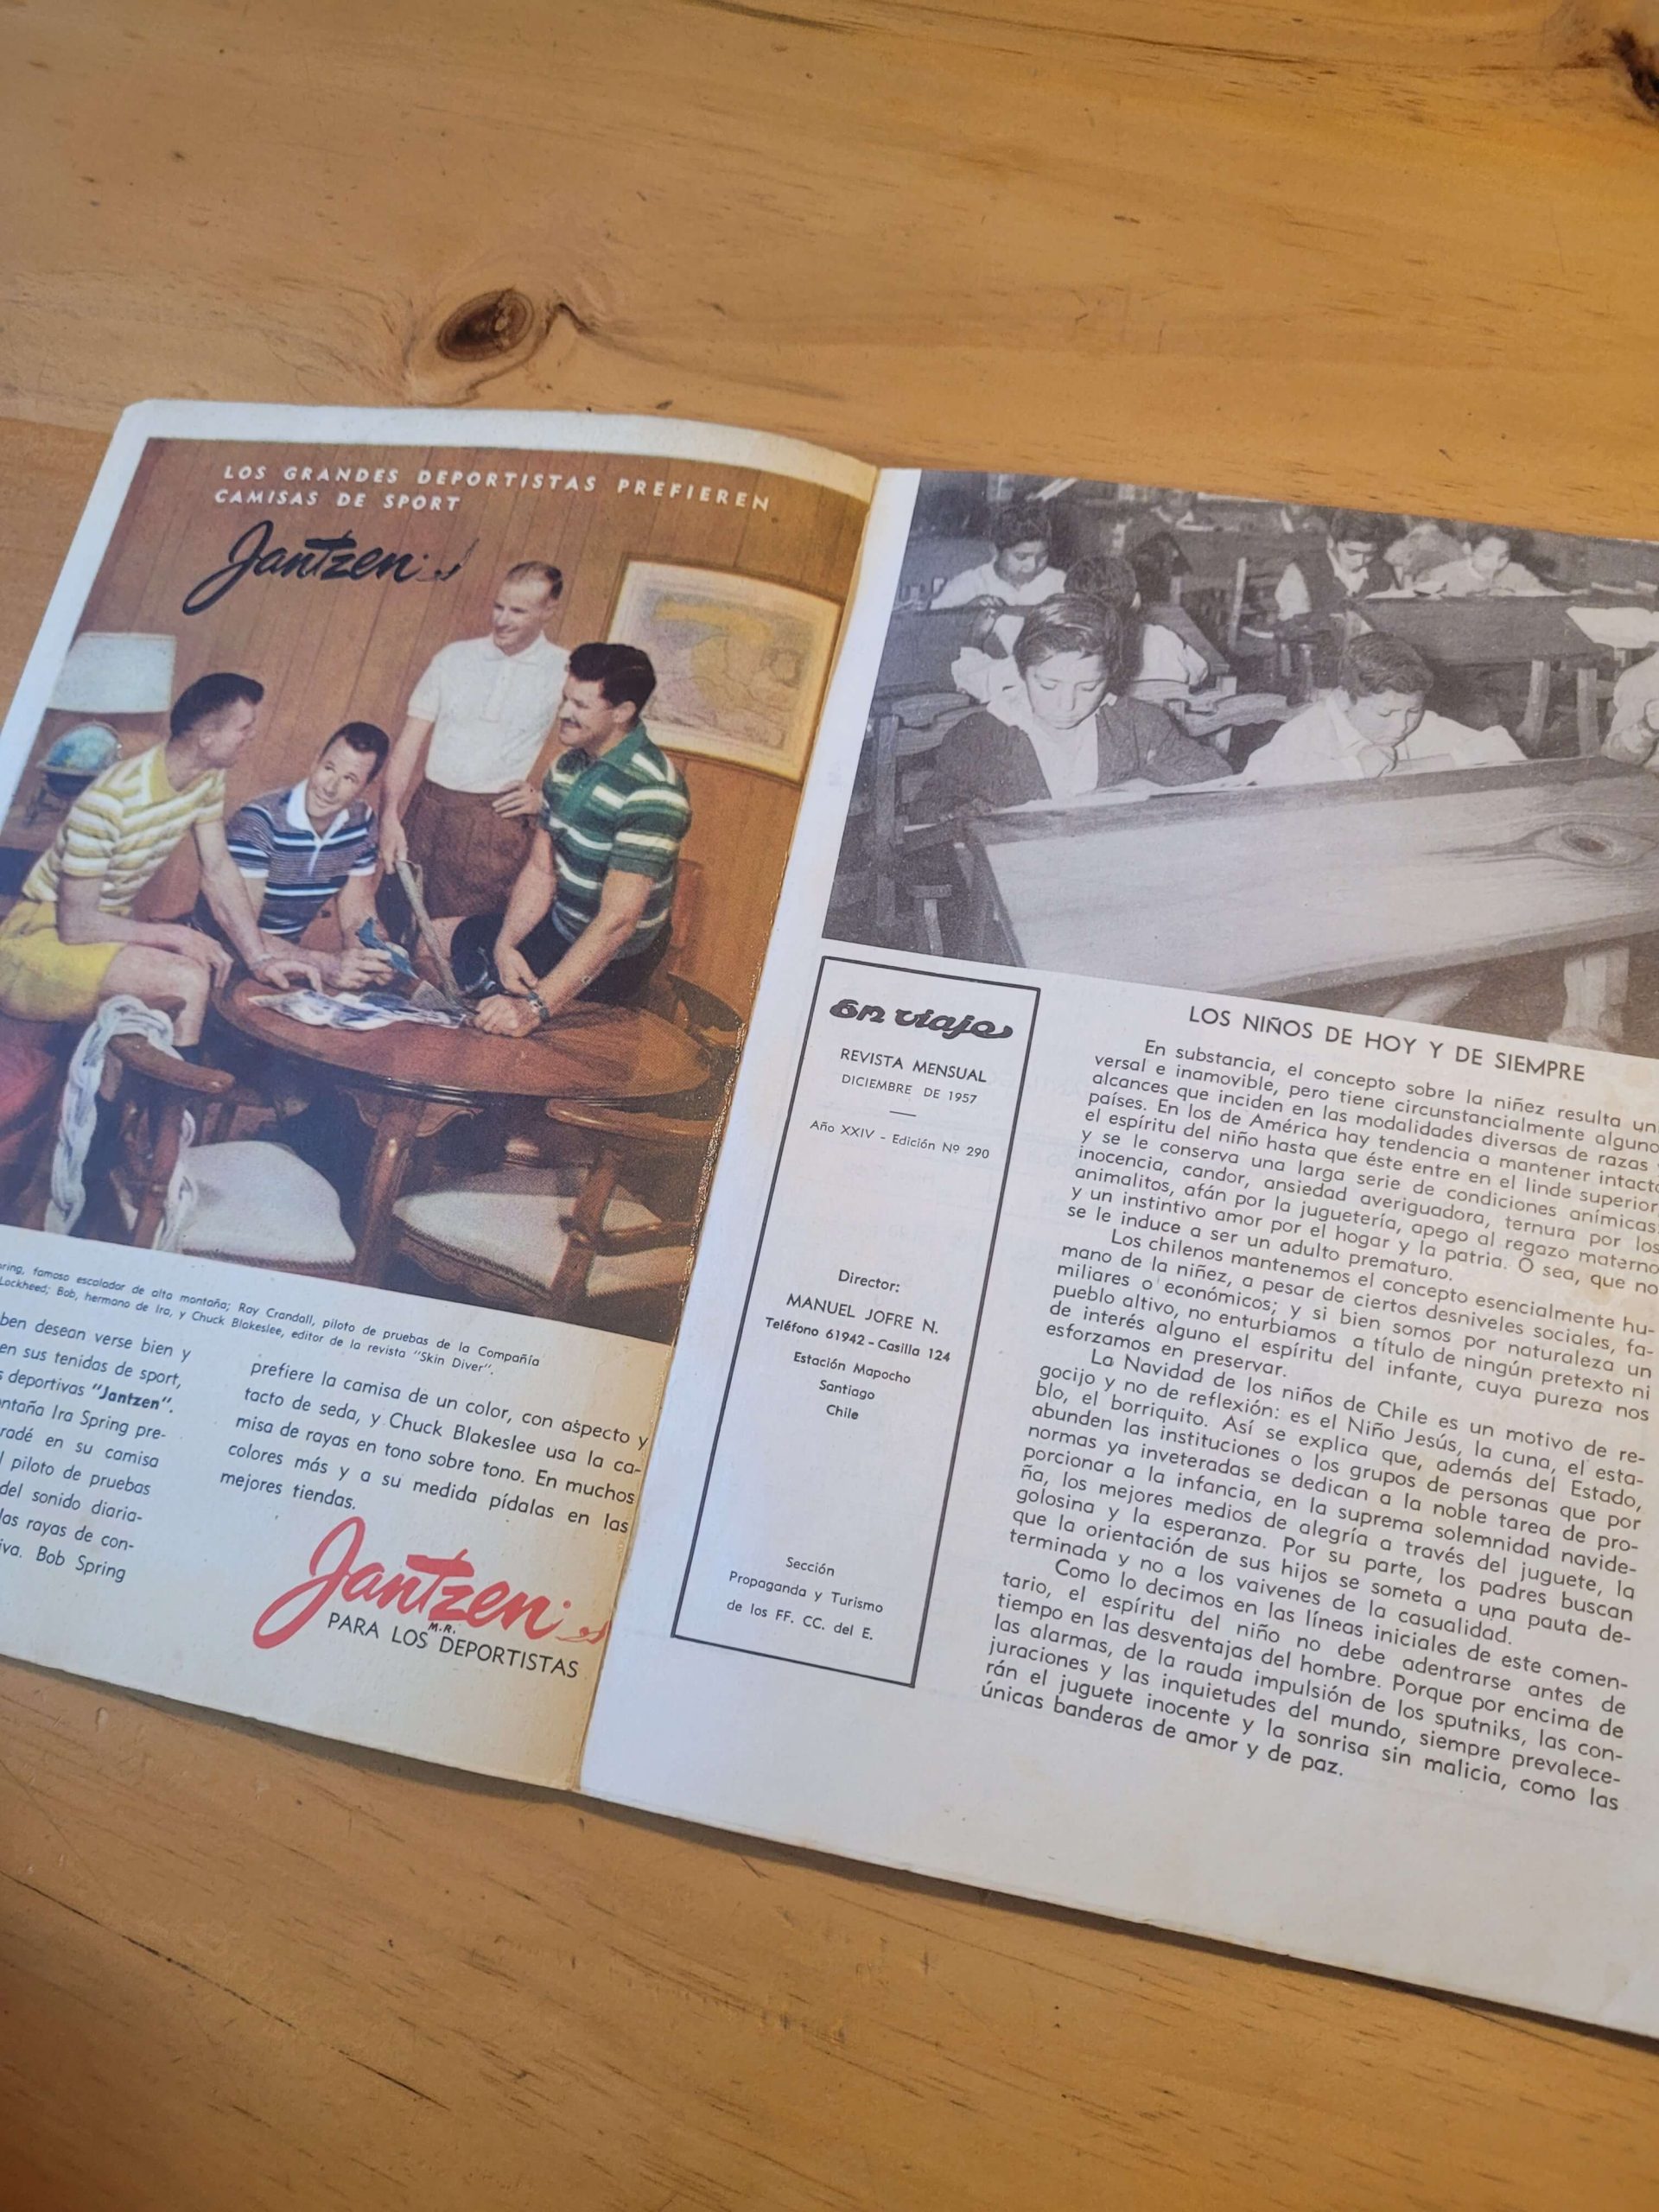 LOS GRANDES DEPORTISTAS PREFIEREN
CAMISAS DE SPORT
Jantzen
famoso escalador de alta montaña; Ray Crandall, piloto de pruebas de la Compañía
Lockheed; Bob, hermano de Ira, y Chuck Blakeslee, editor de la revista "Skin Diver".
desean verse bien y
en sus tenidas de sport,
deportivas "Jantzen".
Ira Spring pre-
en su camisa
piloto de pruebas
del sonido diaria-
rayas de con-
Bob Spring
prefiere la camisa de un color, con aspecto y
tacto de seda, y Chuck Blakeslee usa la ca-
misa de rayas en tono sobre tono. En muchos
colores más y a su medida pídalas en las
mejores tiendas.
Jantzen
M.R.
PARA LOS DEPORTISTAS
En viaje
REVISTA MENSUAL
DICIEMBRE DE 1957
Año XXIV - Edición Nº 290
Director:
MANUEL JOFRE N.
Teléfono 61942 - Casilla 124
Estación Mapocho
Santiago
Chile
Sección
Propaganda y Turismo
de los FF. CC. del E.
LOS NIÑOS DE HOY Y DE SIEMPRE
En substancia, el concepto sobre la niñez resulta uni
versal e inamovible, pero tiene circunstancialmente alguno
alcances que inciden en las modalidades diversas de razas
países. En los de América hay tendencia a mantener intacto
el espíritu del niño hasta que éste entre en el linde superior
y se le conserva una larga serie de condiciones anímicas:
inocencia, candor, ansiedad averiguadora, ternura por los
animalitos, afán por la juguetería, apego al regazo materno
y un instintivo amor por el hogar y la patria. O sea, que no
se le induce a ser un adulto prematuro.
Los chilenos mantenemos el concepto esencialmente hu-
mano de la niñez, a pesar de ciertos desniveles sociales, fa-
miliares o económicos; y si bien somos por naturaleza un
pueblo altivo, no enturbiamos a título de ningún pretexto ni
de interés alguno el espíritu del infante, cuya pureza nos
esforzamos en preservar.
La Navidad de los niños de Chile es un motivo de re-
gocijo y no de reflexión: es el Niño Jesús, la cuna, el esta-
blo, el borriquito. Así se explica que, además del Estado,
abunden las instituciones o los grupos de personas que por
normas ya inveteradas se dedican a la noble tarea de pro-
porcionar a la infancia, en la suprema solemnidad navide-
ña, los mejores medios de alegría a través del juguete, la
golosina y la esperanza. Por su parte, los padres buscan
que la orientación de sus hijos se someta a una pauta de-
terminada y no a los vaivenes de la casualidad.
Como lo decimos en las líneas iniciales de este comen-
tario, el espíritu del niño no debe adentrarse antes de
tiempo en las desventajas del hombre. Porque por encima de
las alarmas, de la rauda impulsión de los sputniks, las con-
juraciones y las inquietudes del mundo, siempre prevalece-
rán el juguete inocente y la sonrisa sin malicia, como las
únicas banderas de amor y de paz.